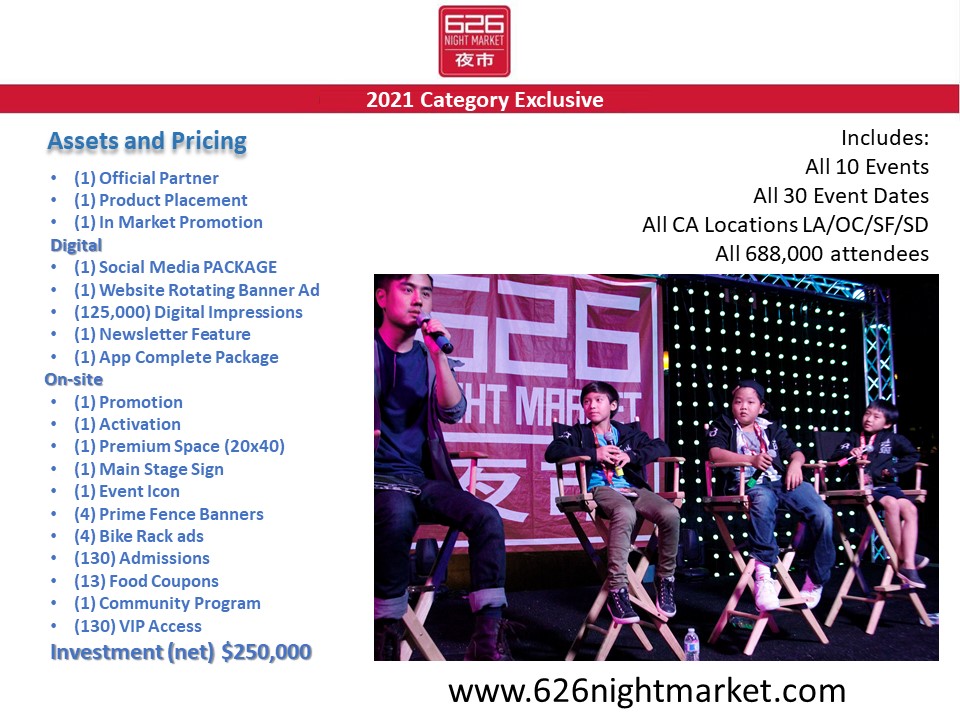 626
NIGHT MARKET
夜市
2021 Category Exclusive
Assets and Pricing
• (1) Official Partner
• (1) Product Placement
• (1) In Market Promotion
Digital
• (1) Social Media PACKAGE
• (1) Website Rotating Banner Ad
• (125,000) Digital Impressions
• (1) Newsletter Feature
• (1) App Complete Package
On-site
• (1) Promotion
• (1) Activation
• (1) Premium Space (20x40)
• (1) Main Stage Sign
• (1) Event Icon
• (4) Prime Fence Banners
• (4) Bike Rack ads
• (130) Admissions
• (13) Food Coupons
• (1) Community Program
• (130) VIP Access
Investment (net) $250,000
Includes:
All 10 Events
All 30 Event Dates
All CA Locations LA/OC/SF/SD
All 688,000 attendees
626
HT MARKET
夜市
www.626nightmarket.com